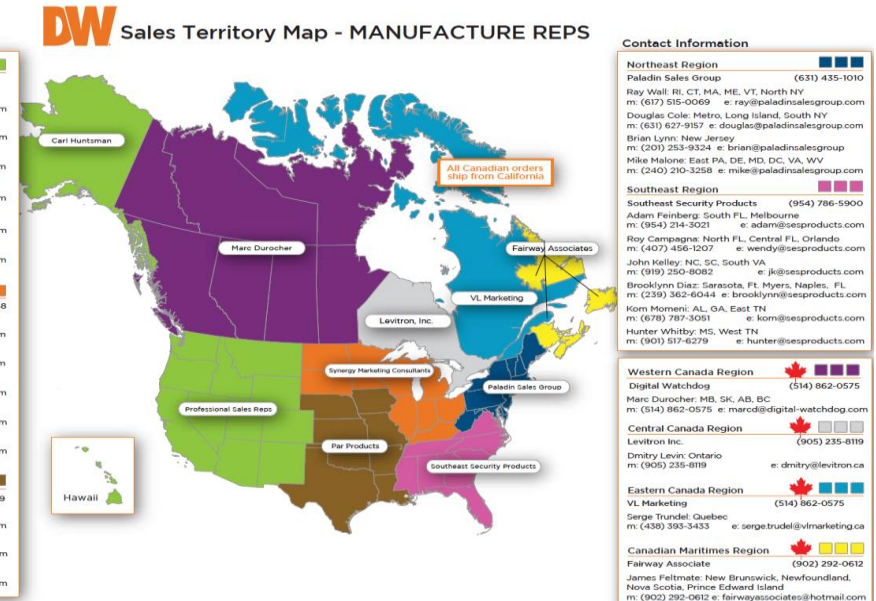 DW Sales Territory Map - MANUFACTURE REPS
Carl Huntsman
All Canadian orders
ship from California
Marc Durocher
Fairway Associates
VL Marketing
Levitron, Inc.
Synergy Marketing Consultants
Paladin Sales Group
Professional Sales Reps
Par Products
Southeast Security Products
Hawaii
Contact Information
Northeast Region
Paladin Sales Group (631) 435-1010
Ray Wall: RI, CT, MA, ME, VT, North NY
m: (617) 515-0069 e: ray@paladinsalesgroup.com
Douglas Cole: Metro, Long Island, South NY
m: (631) 627-9157 e: douglas@paladinsalesgroup.com
Brian Lynn: New Jersey
m: (201) 253-9324 e: brian@paladinsalesgroup
Mike Malone: East PA, DE, MD, DC, VA, WV
m: (240) 210-3258 e: mike@paladinsalesgroup.com
Southeast Region
Southeast Security Products (954) 786-5900
Adam Feinberg: South FL, Melbourne
m: (954) 214-3021 e: adam@sesproducts.com
Roy Campagna: North FL, Central FL, Orlando
m: (407) 456-1207 e: wendy@sesproducts.com
John Kelley: NC, SC, South VA
m: (919) 250-8082 e: jk@sesproducts.com
Brooklynn Diaz: Sarasota, Ft. Myers, Naples, FL
m: (239) 362-6044 e: brooklynn@sesproducts.com
Kom Momeni: AL, GA, East TN
m: (678) 787-3051 e: kom@sesproducts.com
Hunter Whitby: MS, West TN
m: (901) 517-6279 e: hunter@sesproducts.com
Western Canada Region
Digital Watchdog (514) 862-0575
Marc Durocher: MB, SK, AB, BC
m: (514) 862-0575 e: marcd@digital-watchdog.com
Central Canada Region
Levitron Inc. (905) 235-8119
Dmitry Levin: Ontario
m: (905) 235-8119 e: dmitry@levitron.ca
Eastern Canada Region
VL Marketing (514) 862-0575
Serge Trundel: Quebec
m: (438) 393-3433 e: serge.trudel@vlmarketing.ca
Canadian Maritimes Region
Fairway Associate (902) 292-0612
James Feltmate: New Brunswick, Newfoundland,
Nova Scotia, Prince Edward Island
m: (902) 292-0612 e: fairwayassociates@hotmail.com